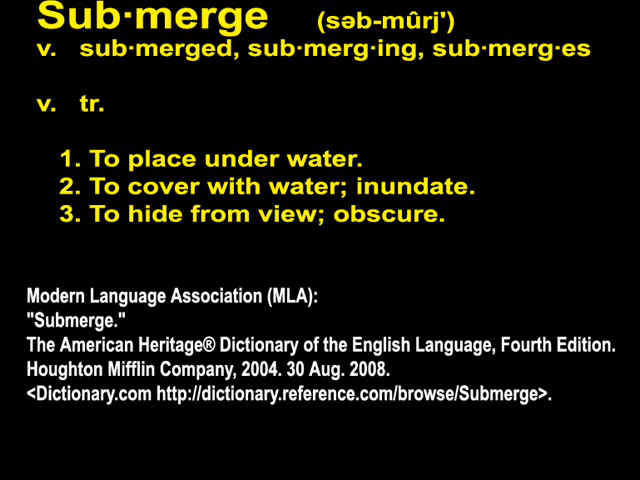 Sub·merge (səb-mûrj')
v. sub·merged, sub·merg·ing, sub·merg·es
v. tr.
1. To place under water.
2. To cover with water; inundate.
3. To hide from view; obscure.
Modern Language Association (MLA):
"Submerge."
The American Heritage® Dictionary of the English Language, Fourth Edition.
Houghton Mifflin Company, 2004. 30 Aug. 2008.
<Dictionary.com http://dictionary.reference.com/browse/Submerge>.